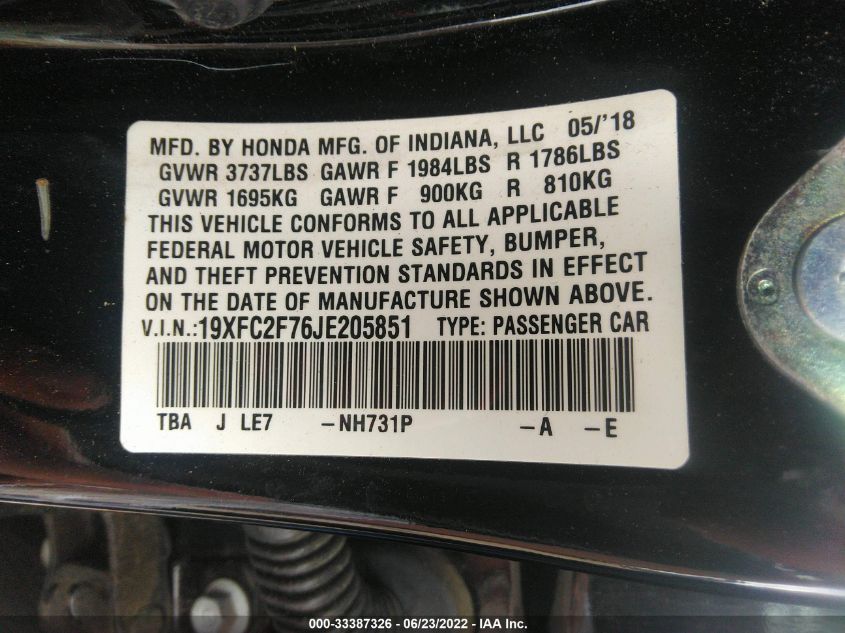 MFD. BY HONDA MFG. OF INDIANA, LLC 05/'18
GVWR 3737LBS GAWR F 1984LBS R 1786LBS
GVWR 1695KG GAWR F 900KG R 810KG
THIS VEHICLE CONFORMS TO ALL APPLICABLE
FEDERAL MOTOR VEHICLE SAFETY, BUMPER,
AND THEFT PREVENTION STANDARDS IN EFFECT
ON THE DATE OF MANUFACTURE SHOWN ABOVE.
V.I.N.:19XFC2F76JE205851 TYPE: PASSENGER CAR
TBA J LE7 -NH731P -A -E
000-33387326 - 06/23/2022 - IAA Inc.